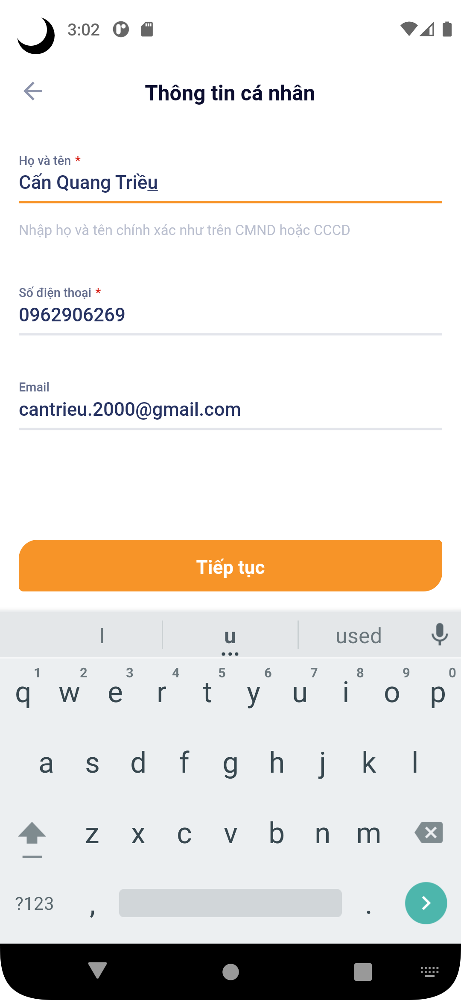 3:02
Thông tin cá nhân
Họ và tên *
Cấn Quang Triều
Nhập họ và tên chính xác như trên CMND hoặc CCCD
Số điện thoại *
0962906269
Email
cantrieu.2000@gmail.com
Tiếp tục
I u used
1 2 3 4 5 6 7 8 9 0
q w e r t y u i o p
a s d f g h j k l
z x c v b n m
?123 , .